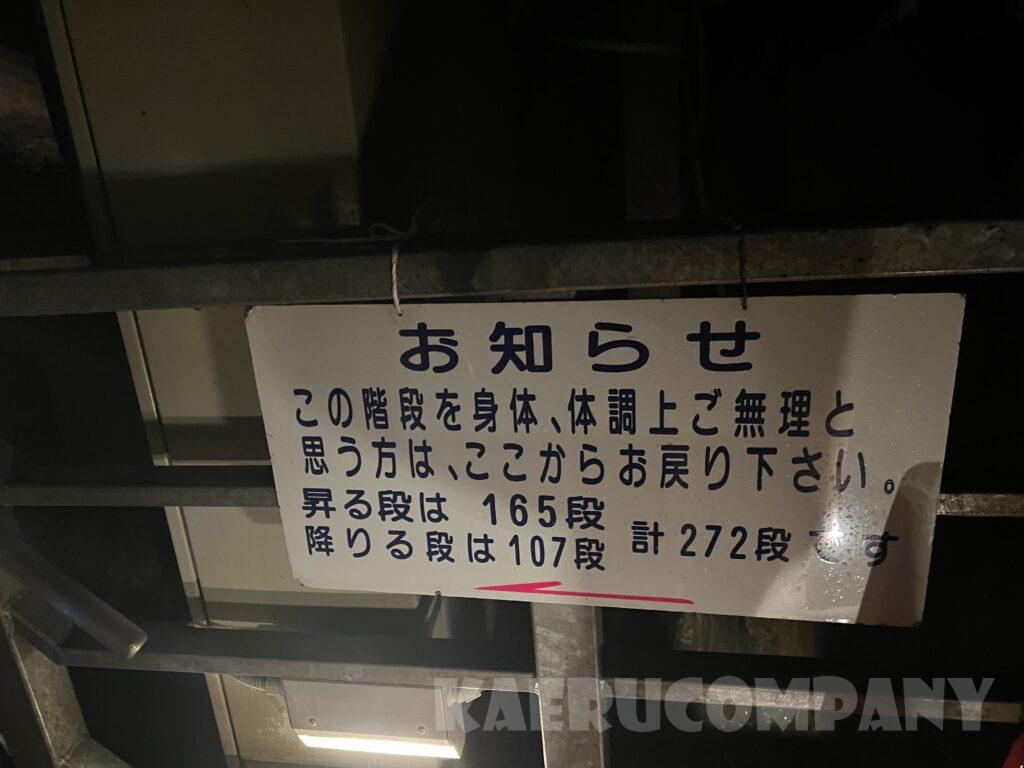 お知らせ
この階段を身体、体調上ご無理と
思う方は、ここからお戻り下さい。
昇る段は 165段
降りる段は107段 計272段です
KAERUCOMPANY